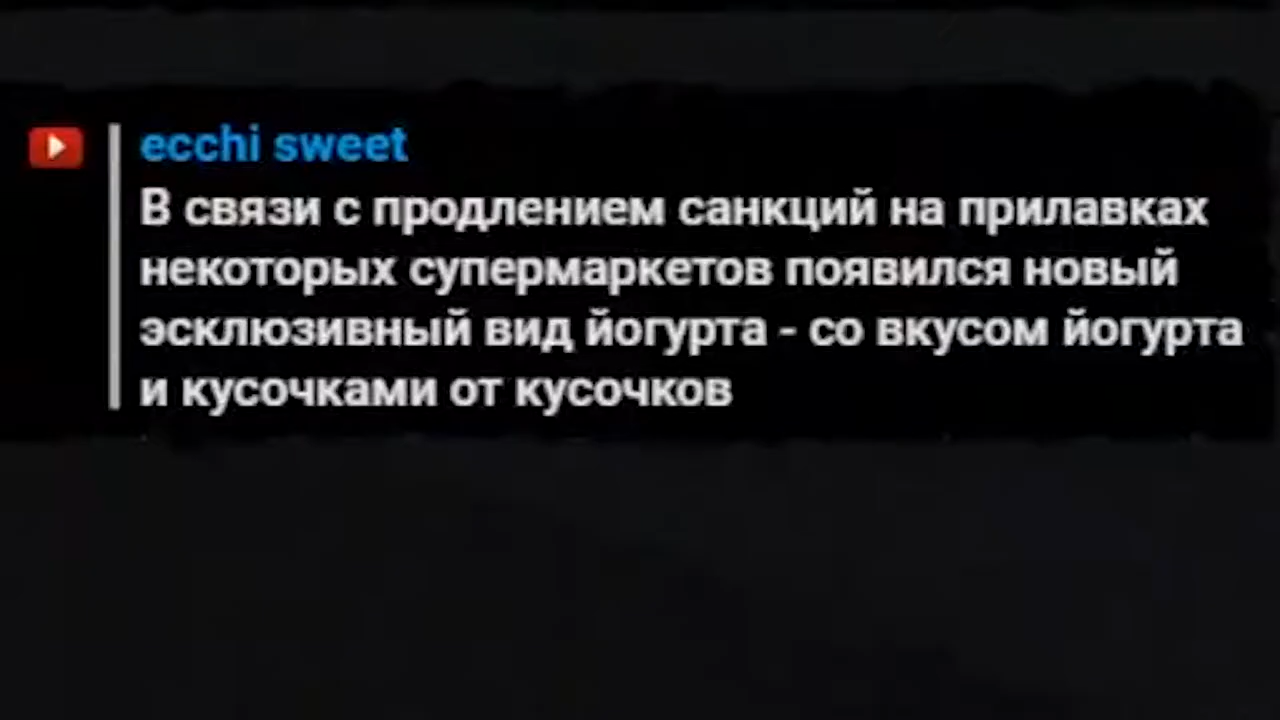 ecchi sweet
В связи с продлением санкций на прилавках
некоторых супермаркетов появился новый
эсклюзивный вид йогурта - со вкусом йогурта
и кусочками от кусочков